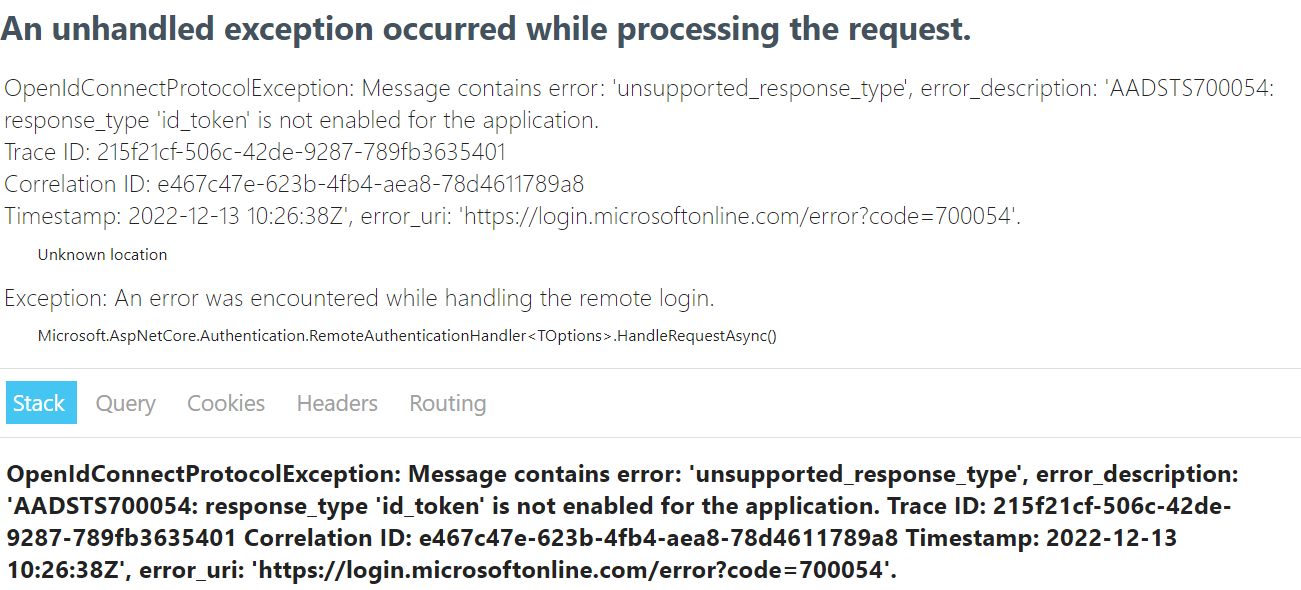 An unhandled exception occurred while processing the request.
OpenIdConnectProtocolException: Message contains error: 'unsupported_response_type', error_description: 'AADSTS700054:
response_type 'id_token' is not enabled for the application.
Trace ID: 215f21cf-506c-42de-9287-789fb3635401
Correlation ID: e467c47e-623b-4fb4-aea8-78d4611789a8
Timestamp: 2022-12-13 10:26:38Z', error_uri: 'https://login.microsoftonline.com/error?code=700054'.
Unknown location
Exception: An error was encountered while handling the remote login.
Microsoft.AspNetCore.Authentication.RemoteAuthenticationHandler<TOptions>.HandleRequestAsync()
Stack Query Cookies Headers Routing
OpenIdConnectProtocolException: Message contains error: 'unsupported_response_type', error_description:
'AADSTS700054: response_type 'id_token' is not enabled for the application. Trace ID: 215f21cf-506c-42de-
9287-789fb3635401 Correlation ID: e467c47e-623b-4fb4-aea8-78d4611789a8 Timestamp: 2022-12-13
10:26:38Z', error_uri: 'https://login.microsoftonline.com/error?code=700054'.